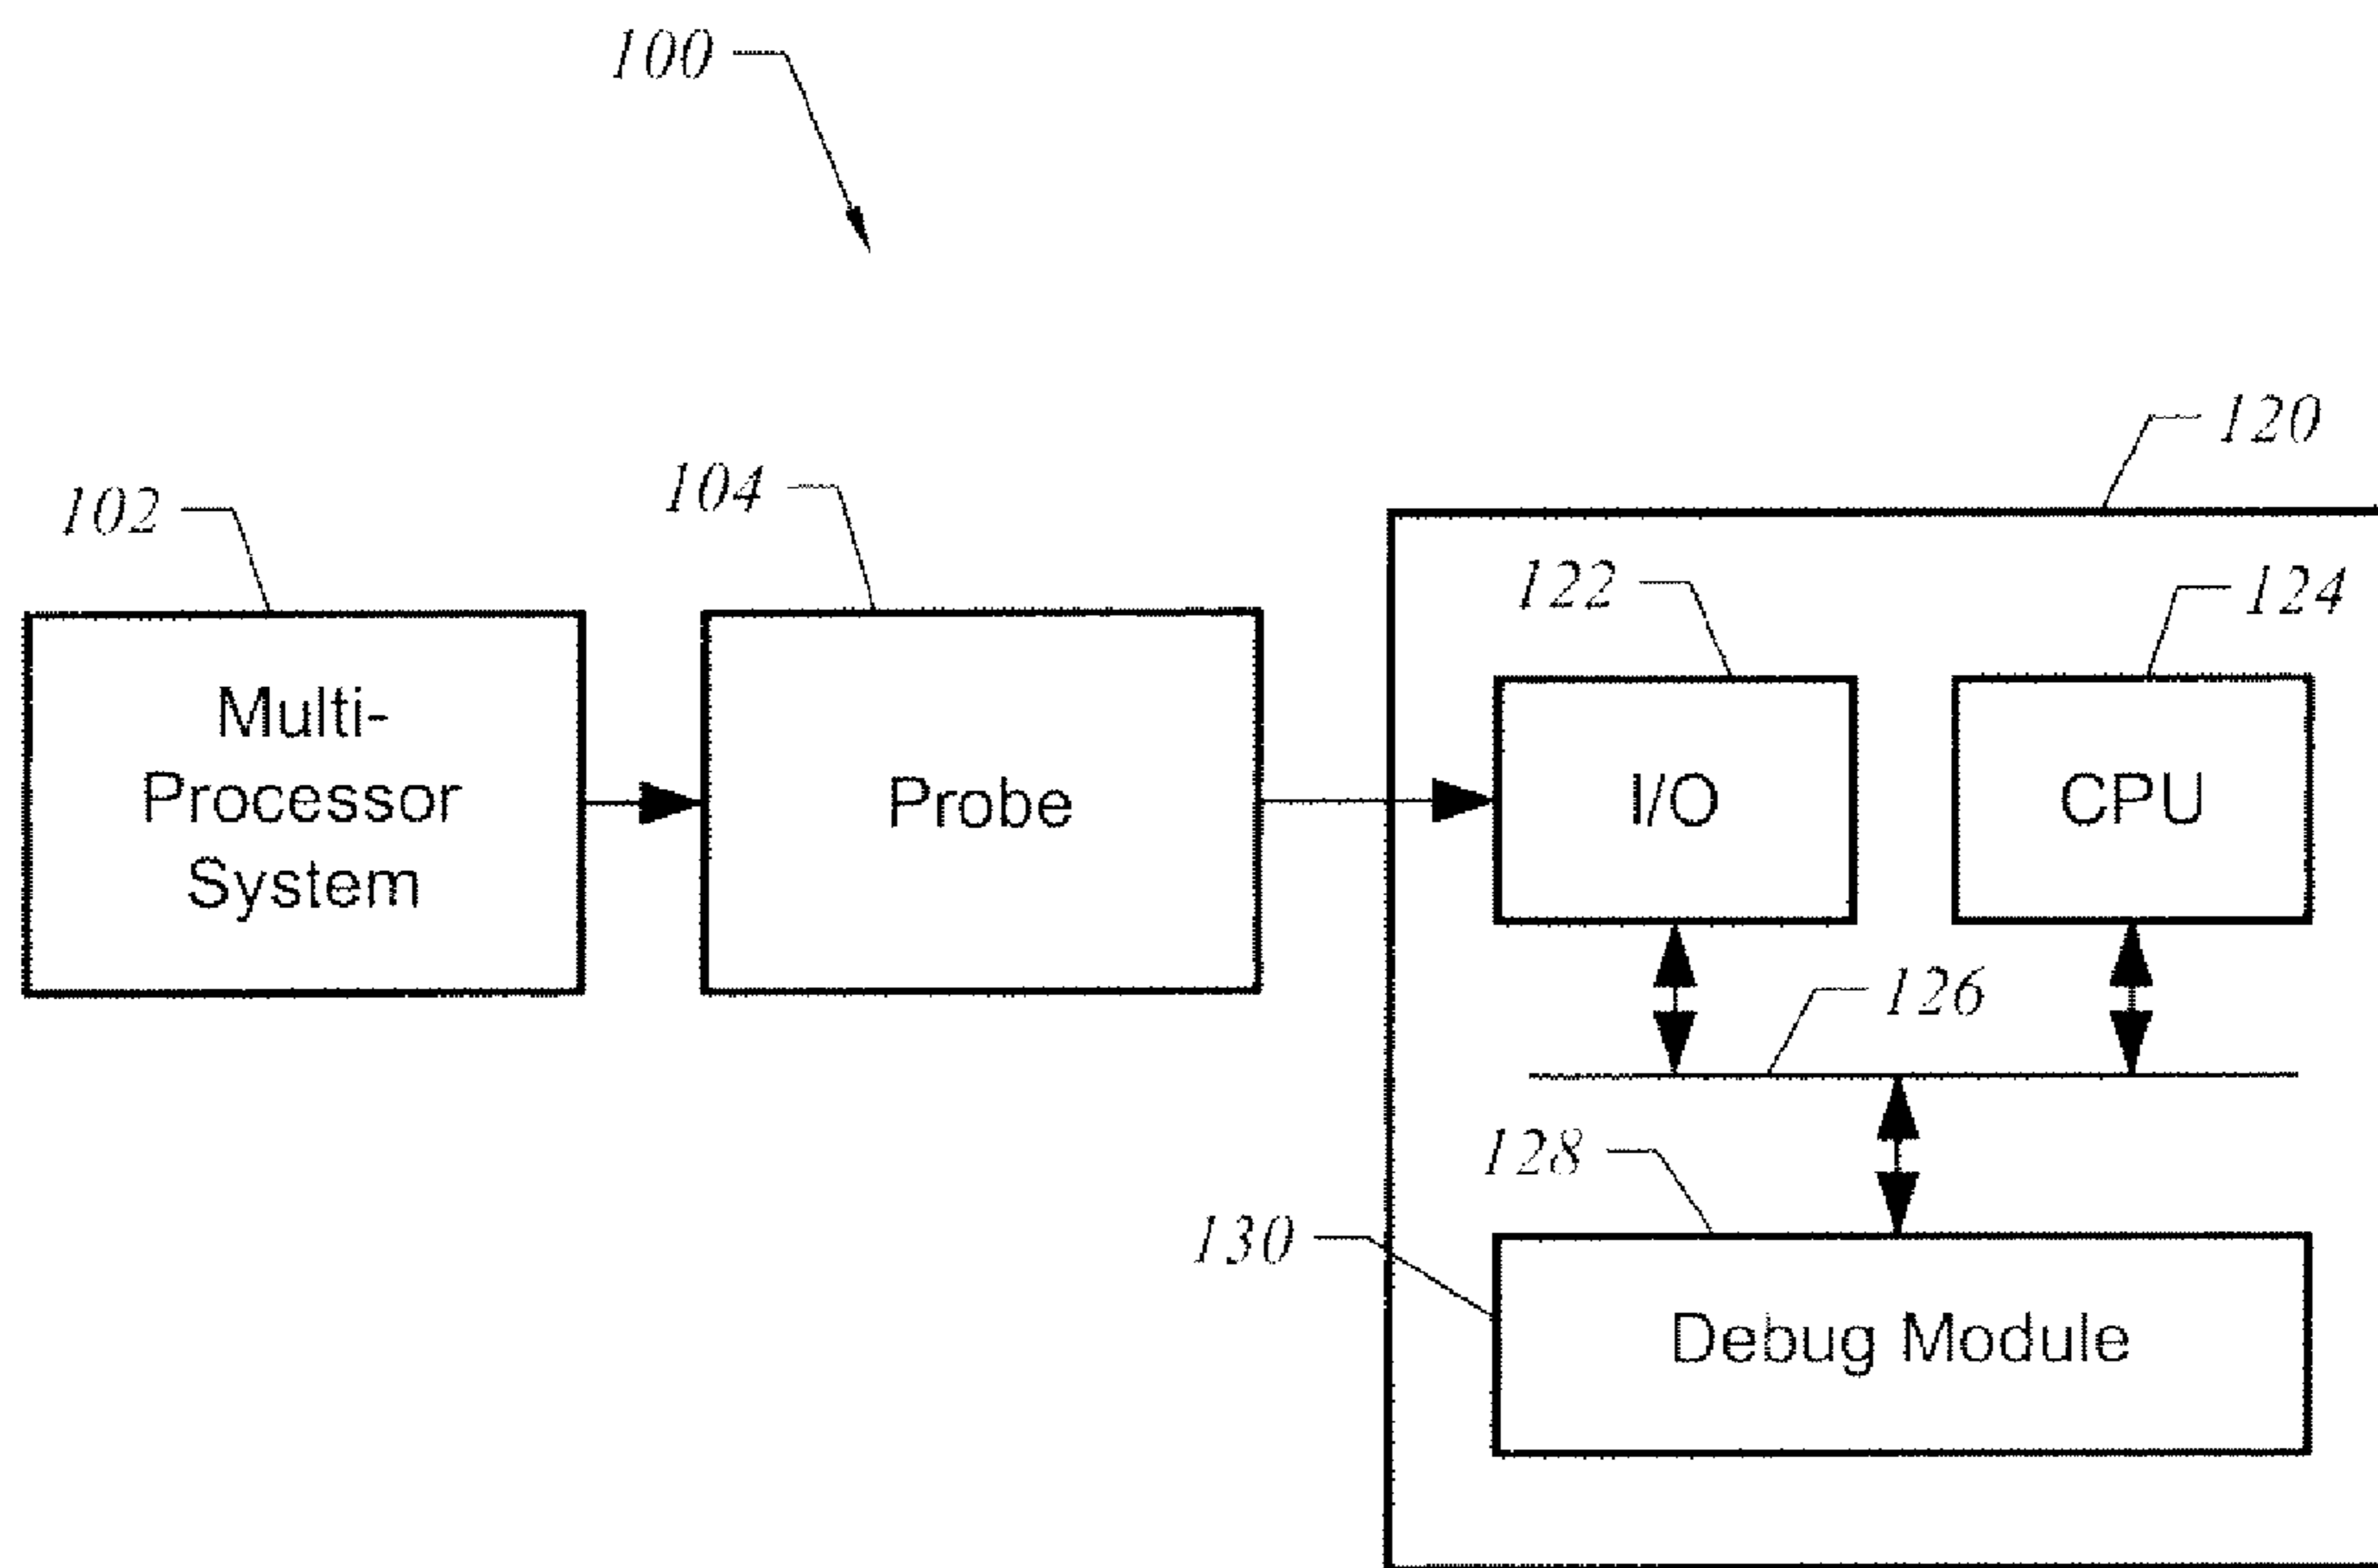 100
120
102
104
122
124
Multi-
Processor
System
Probe
I/O
CPU
126
128
130
Debug Module